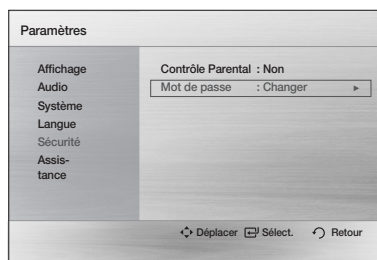 Paramètres
Affichage
Audio
Système
Langue
Sécurité
Assis-
tance
Contrôle Parental : Non
Mot de passe : Changer ►
Déplacer Sélect. Retour